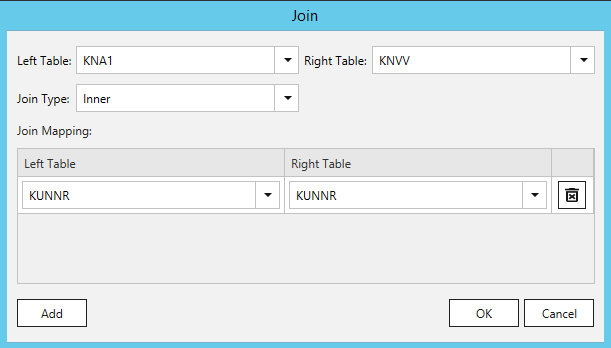 Join
Left Table: KNA1 Right Table: KNVV
Join Type: Inner
Join Mapping:
Left Table Right Table
KUNNR KUNNR
Add OK Cancel